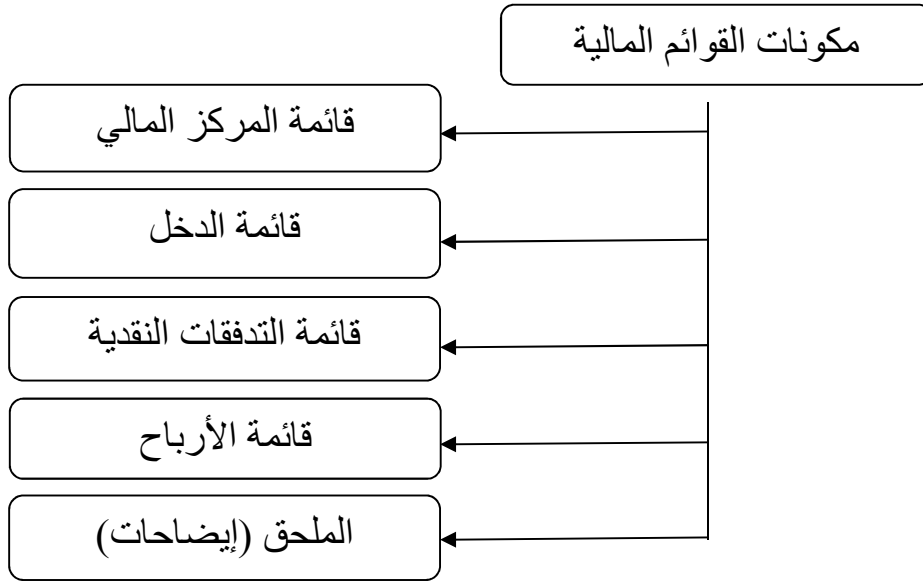 مكونات القوائم المالية
قائمة المركز المالي
قائمة الدخل
قائمة التدفقات النقدية
قائمة الأرباح
الملحق (إيضاحات)